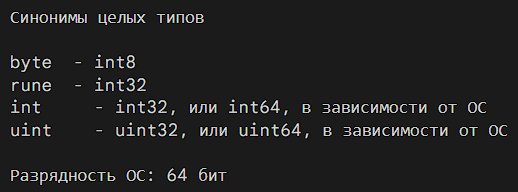 Синонимы целых типов
byte - int8
rune - int32
int - int32, или int64, в зависимости от ОС
uint - uint32, или uint64, в зависимости от ОС
Разрядность ОС: 64 бит